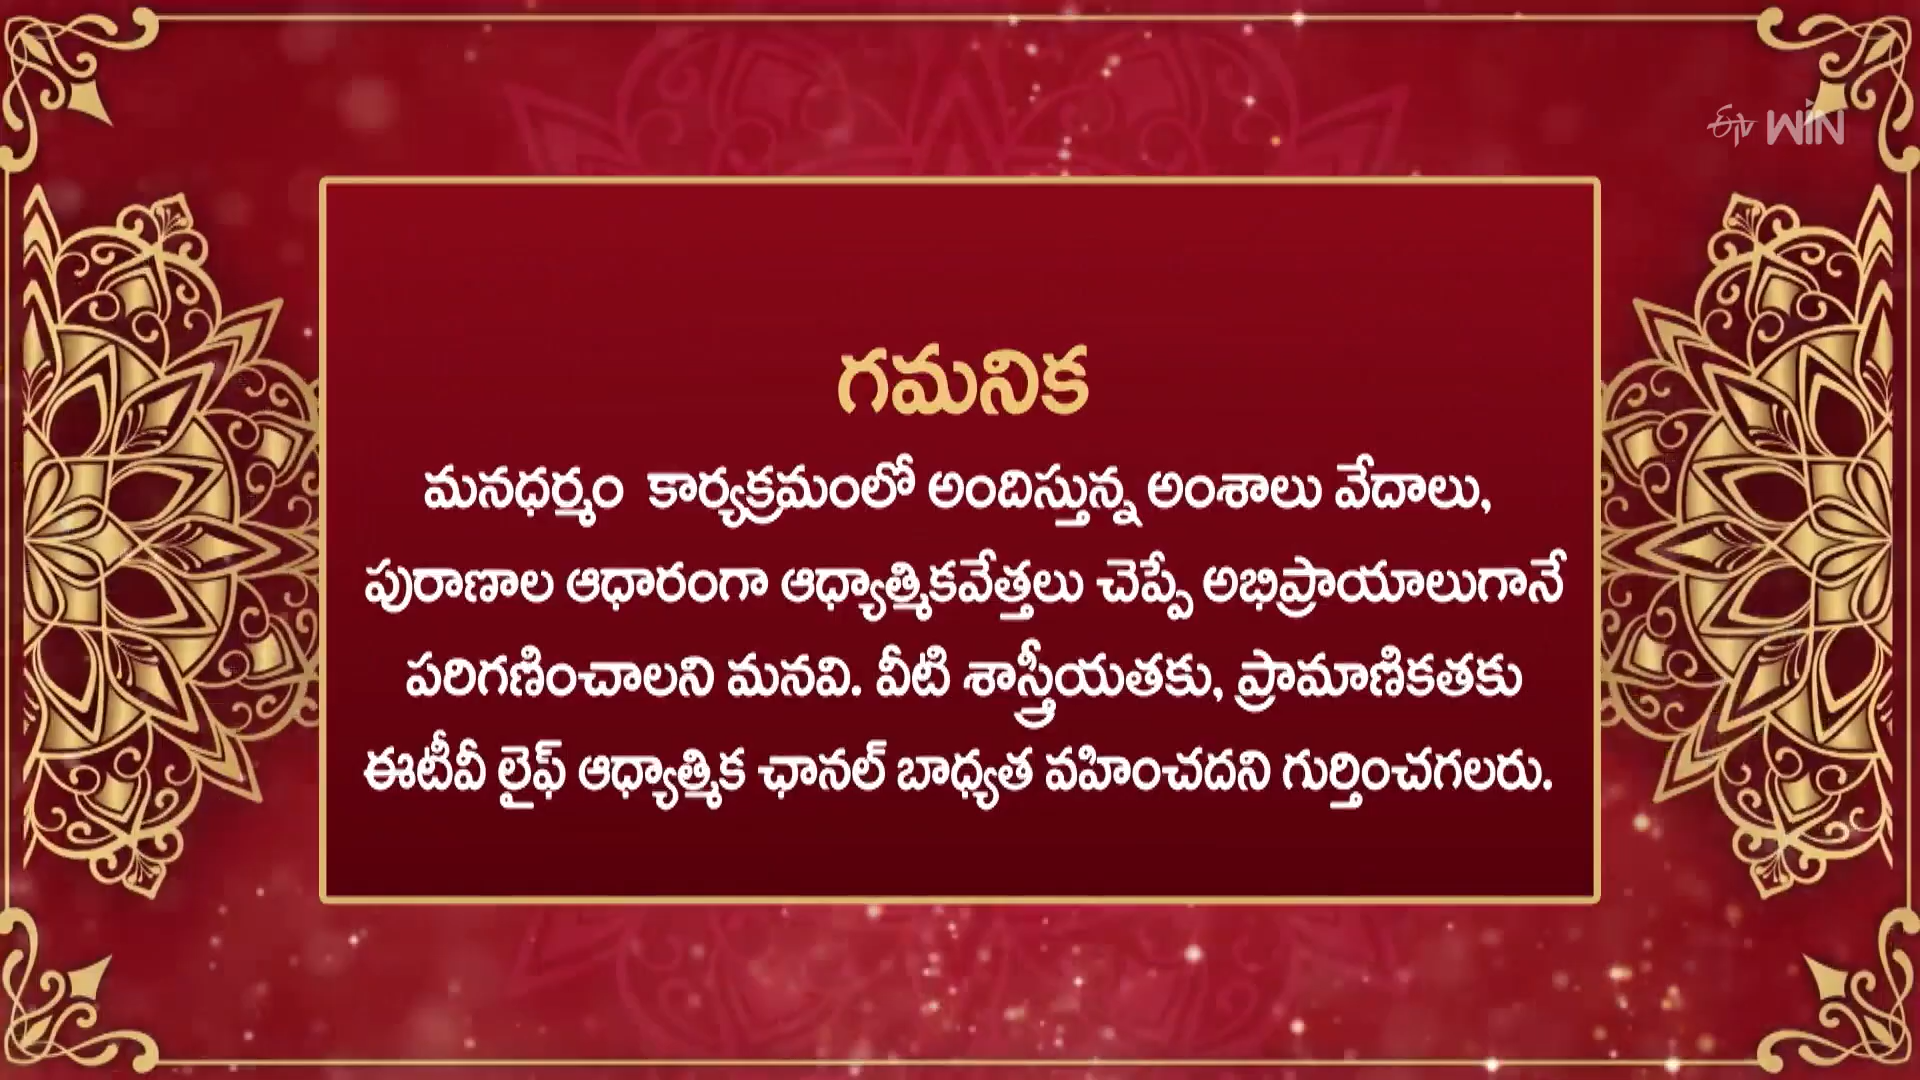 ఈటీవీ WIN
గమనిక
మనధర్మం కార్యక్రమంలో అందిస్తున్న అంశాలు వేదాలు,
పురాణాల ఆధారంగా ఆధ్యాత్మికవేత్తలు చెప్పే అభిప్రాయాలుగానే
పరిగణించాలని మనవి. వీటి శాస్త్రీయతకు, ప్రామాణికతకు
ఈటీవీ లైఫ్ ఆధ్యాత్మిక ఛానల్ బాధ్యత వహించదని గుర్తించగలరు.